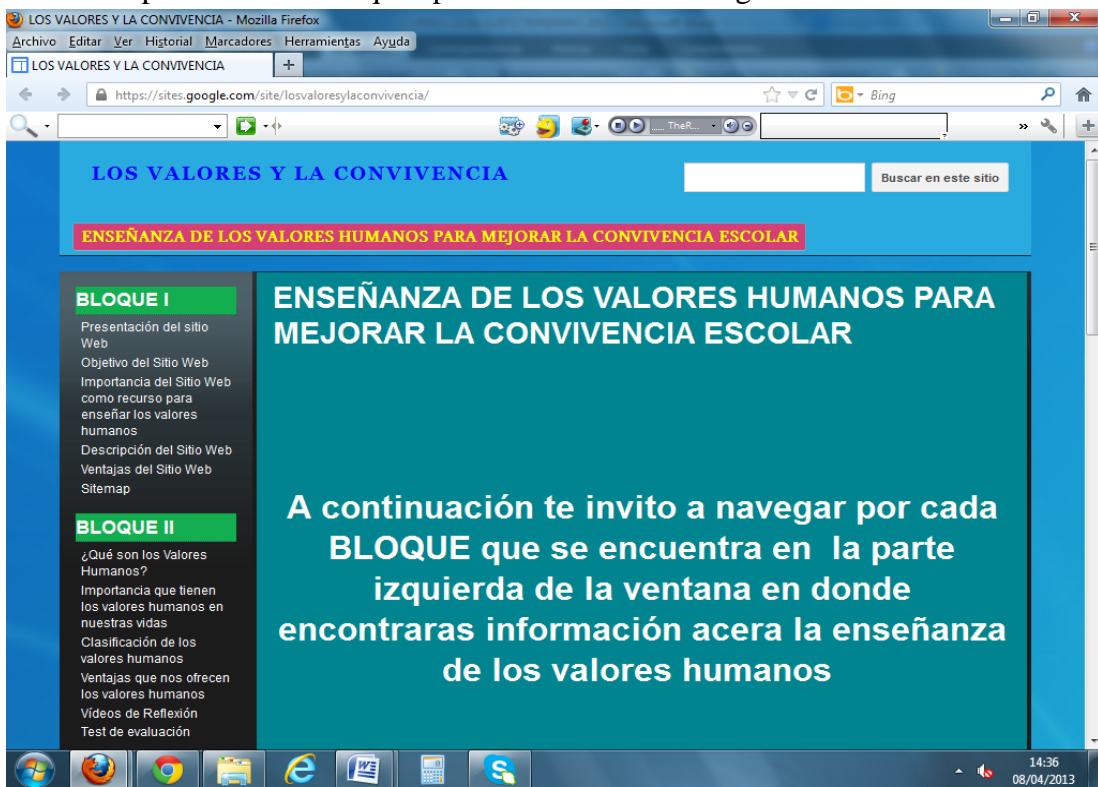 LOS VALORES Y LA CONVIVENCIA - Mozilla Firefox
Archivo Editar Ver Historial Marcadores Herramientas Ayuda
LOS VALORES Y LA CONVIVENCIA
https://sites.google.com/site/losvaloresylaconvivencia/
Bing
TheR...
LOS VALORES Y LA CONVIVENCIA
Buscar en este sitio
ENSEÑANZA DE LOS VALORES HUMANOS PARA MEJORAR LA CONVIVENCIA ESCOLAR
BLOQUE I
Presentación del sitio
Web
Objetivo del Sitio Web
Importancia del Sitio Web
como recurso para
enseñar los valores
humanos
Descripción del Sitio Web
Ventajas del Sitio Web
Sitemap
BLOQUE II
¿Qué son los Valores
Humanos?
Importancia que tienen
los valores humanos en
nuestras vidas
Clasificación de los
valores humanos
Ventajas que nos ofrecen
los valores humanos
Vídeos de Reflexión
Test de evaluación
ENSEÑANZA DE LOS VALORES HUMANOS PARA
MEJORAR LA CONVIVENCIA ESCOLAR
A continuación te invito a navegar por cada
BLOQUE que se encuentra en la parte
izquierda de la ventana en donde
encontraras información acera la enseñanza
de los valores humanos
14:36
08/04/2013